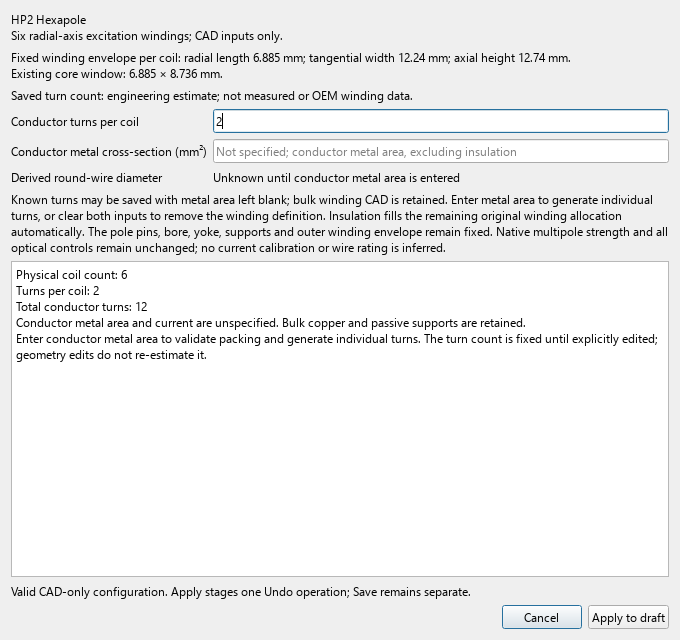 HP2 Hexapole
Six radial-axis excitation windings; CAD inputs only.
Fixed winding envelope per coil: radial length 6.885 mm; tangential width 12.24 mm; axial height 12.74 mm.
Existing core window: 6.885 × 8.736 mm.
Saved turn count: engineering estimate; not measured or OEM winding data.
Conductor turns per coil
2
Conductor metal cross-section (mm²)
Not specified; conductor metal area, excluding insulation
Derived round-wire diameter
Unknown until conductor metal area is entered
Known turns may be saved with metal area left blank; bulk winding CAD is retained. Enter metal area to generate individual
turns, or clear both inputs to remove the winding definition. Insulation fills the remaining original winding allocation
automatically. The pole pins, bore, yoke, supports and outer winding envelope remain fixed. Native multipole strength and all
optical controls remain unchanged; no current calibration or wire rating is inferred.
Physical coil count: 6
Turns per coil: 2
Total conductor turns: 12
Conductor metal area and current are unspecified. Bulk copper and passive supports are retained.
Enter conductor metal area to validate packing and generate individual turns. The turn count is fixed until explicitly edited;
geometry edits do not re-estimate it.
Valid CAD-only configuration. Apply stages one Undo operation; Save remains separate.
Cancel
Apply to draft